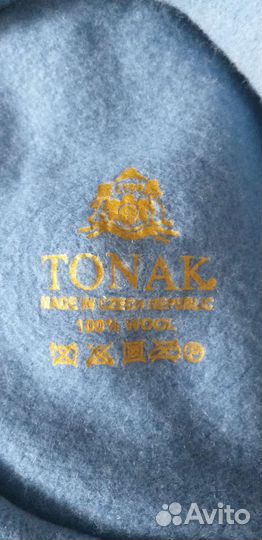 TONAK
MADE IN CZECH REPUBLIC
100% WOOL
Avito